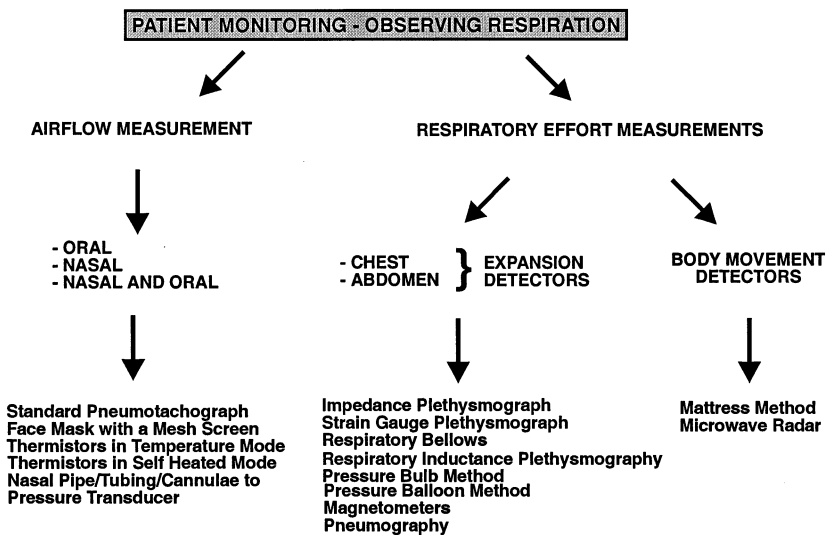 PATIENT MONITORING - OBSERVING RESPIRATION
AIRFLOW MEASUREMENT
RESPIRATORY EFFORT MEASUREMENTS
- ORAL
- NASAL
- NASAL AND ORAL
- CHEST
- ABDOMEN
}
EXPANSION
DETECTORS
BODY MOVEMENT
DETECTORS
Standard Pneumotachograph
Face Mask with a Mesh Screen
Thermistors in Temperature Mode
Thermistors in Self Heated Mode
Nasal Pipe/Tubing/Cannulae to
Pressure Transducer
Impedance Plethysmograph
Strain Gauge Plethysmograph
Respiratory Bellows
Respiratory Inductance Plethysmography
Pressure Bulb Method
Pressure Balloon Method
Magnetometers
Pneumography
Mattress Method
Microwave Radar